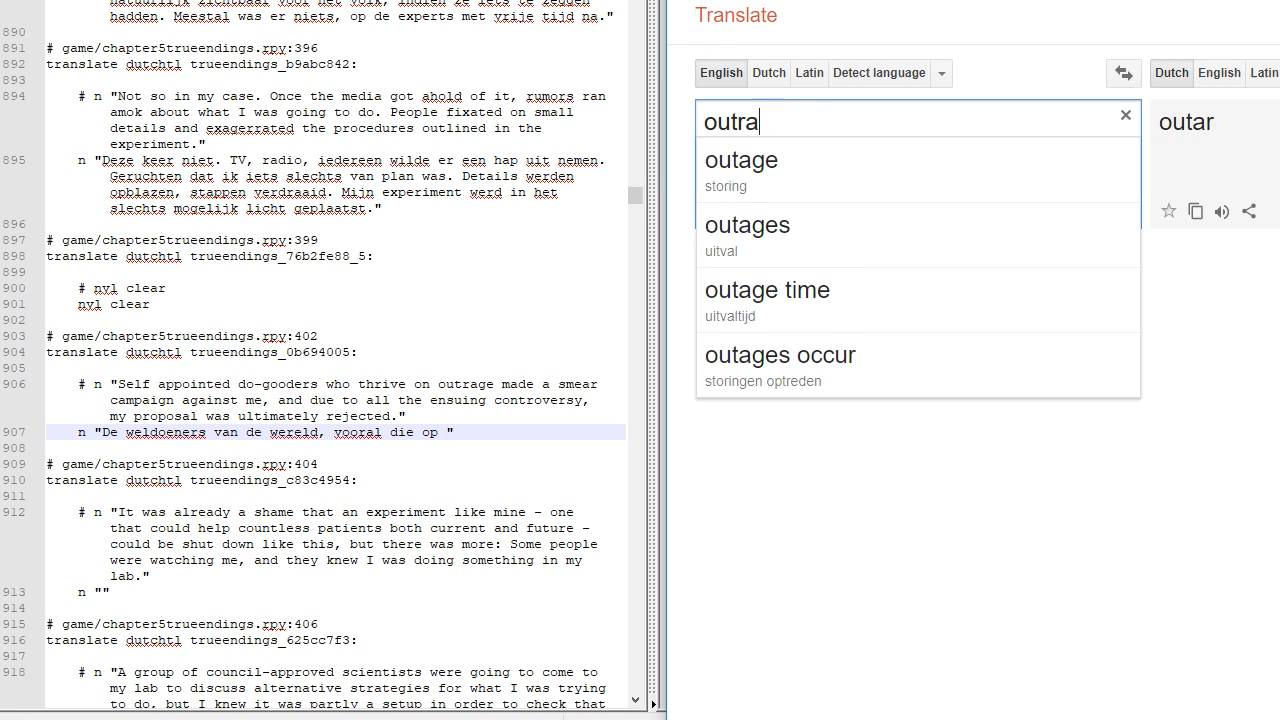 natuurlijk zichtbaar voor het volk, indien ze iets te zeggen
hadden. Meestal was er niets, op de experts met vrije tijd na."
890
891 # game/chapter5trueendings.rpy:396
892 translate dutchtl trueendings_b9abc842:
893
894 # n "Not so in my case. Once the media got ahold of it, rumors ran
amok about what I was going to do. People fixated on small
details and exagerrated the procedures outlined in the
experiment."
895 n "Deze keer niet. TV, radio, iedereen wilde er een hap uit nemen.
Geruchten dat ik iets slechts van plan was. Details werden
opblazen, stappen verdraaid. Mijn experiment werd in het
slechts mogelijk licht geplaatst."
896
897 # game/chapter5trueendings.rpy:399
898 translate dutchtl trueendings_76b2fe88_5:
899
900 # nvl clear
901 nvl clear
902
903 # game/chapter5trueendings.rpy:402
904 translate dutchtl trueendings_0b694005:
905
906 # n "Self appointed do-gooders who thrive on outrage made a smear
campaign against me, and due to all the ensuing controversy,
my proposal was ultimately rejected."
907 n "De weldoeners van de wereld, vooral die op "
908
909 # game/chapter5trueendings.rpy:404
910 translate dutchtl trueendings_c83c4954:
911
912 # n "It was already a shame that an experiment like mine - one
that could help countless patients both current and future -
could be shut down like this, but there was more: Some people
were watching me, and they knew I was doing something in my
lab."
913 n ""
914
915 # game/chapter5trueendings.rpy:406
916 translate dutchtl trueendings_625cc7f3:
917
918 # n "A group of council-approved scientists were going to come to
my lab to discuss alternative strategies for what I was trying
to do, but I knew it was partly a setup in order to check that
Translate
English Dutch Latin Detect language
Dutch English Latin
outra
outar
outage
storing
outages
uitval
outage time
uitvaltijd
outages occur
storingen optreden